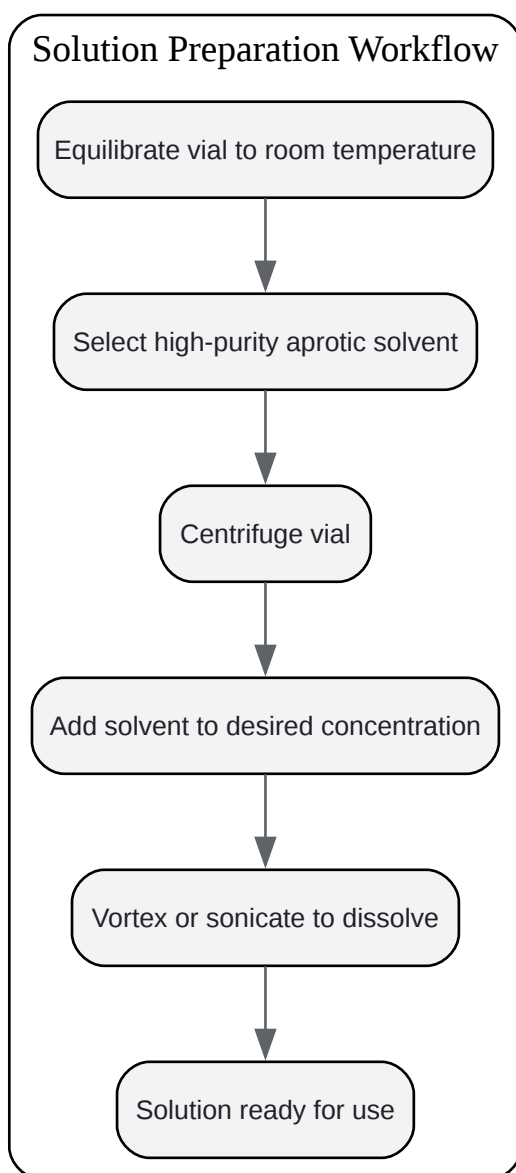 Solution Preparation Workflow
Equilibrate vial to room temperature
Select high-purity aprotic solvent
Centrifuge vial
Add solvent to desired concentration
Vortex or sonicate to dissolve
Solution ready for use